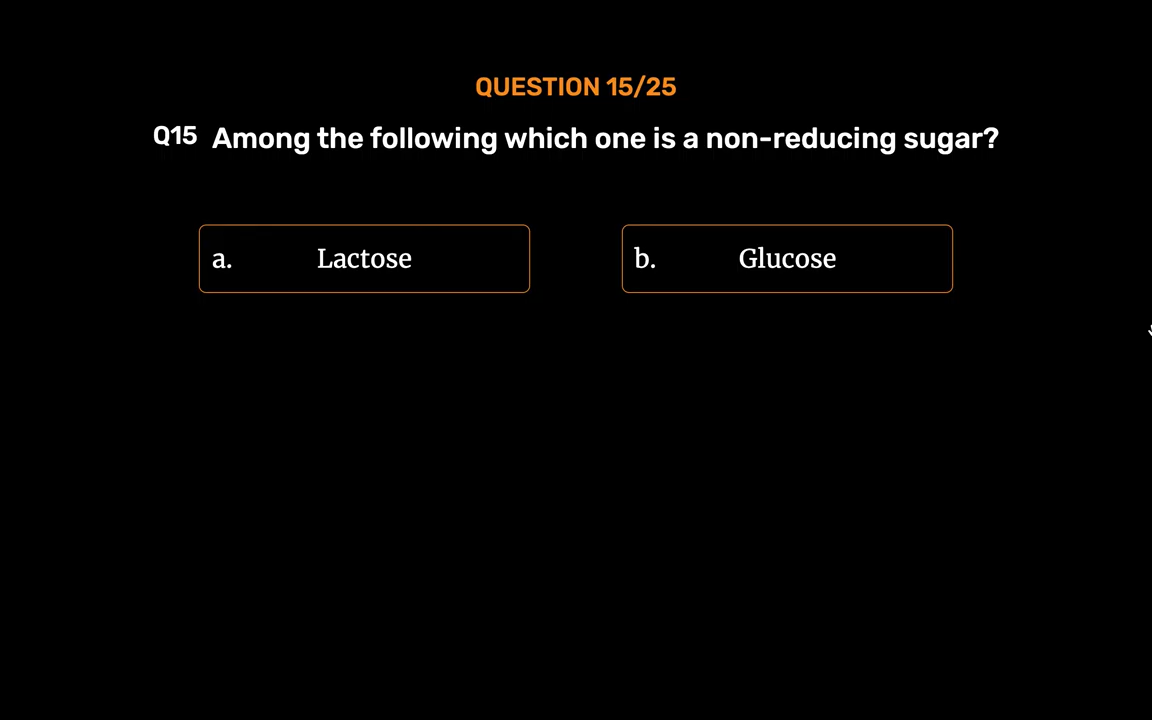 QUESTION 15/25
Q15 Among the following which one is a non-reducing sugar?
a. Lactose
b. Glucose